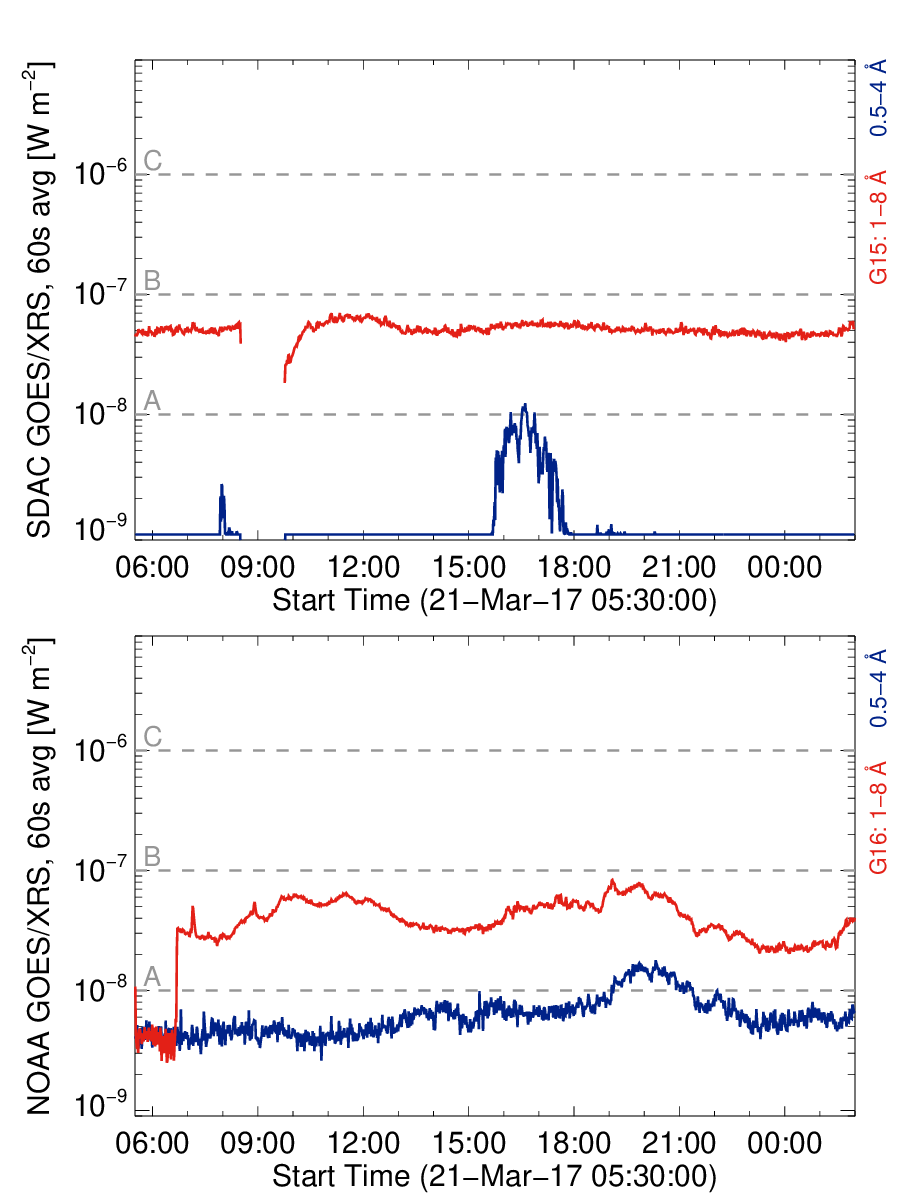 SDAC GOES/XRS, 60s avg [W m⁻²]
10⁻⁶
10⁻⁷
10⁻⁸
10⁻⁹
C
B
A
0.5−4 Å
G15: 1−8 Å
06:00 09:00 12:00 15:00 18:00 21:00 00:00
Start Time (21−Mar−17 05:30:00)
NOAA GOES/XRS, 60s avg [W m⁻²]
10⁻⁶
10⁻⁷
10⁻⁸
10⁻⁹
C
B
A
0.5−4 Å
G16: 1−8 Å
06:00 09:00 12:00 15:00 18:00 21:00 00:00
Start Time (21−Mar−17 05:30:00)